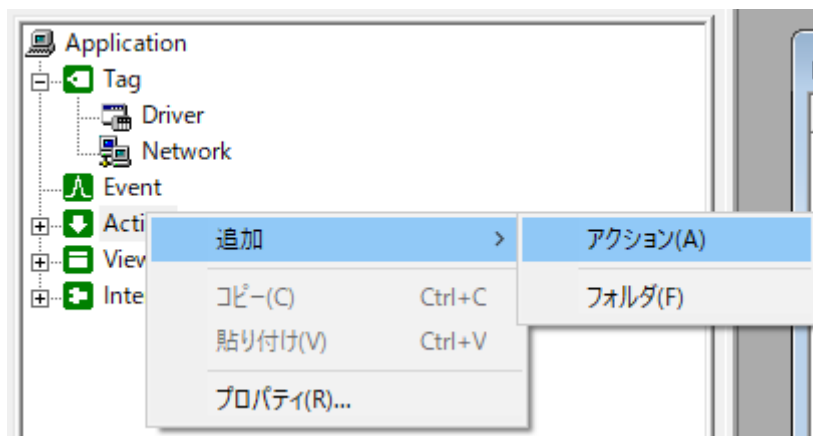 Application
Tag
Driver
Network
Event
Acti
View
Inte
追加
コピー(C) Ctrl+C
貼り付け(V) Ctrl+V
プロパティ(R)...
アクション(A)
フォルダ(F)